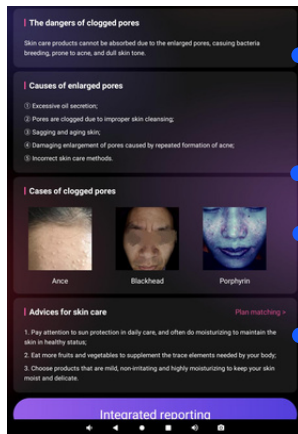 The dangers of clogged pores
Skin care products cannot be absorbed due to the enlarged pores, casuing bacteria
breeding, prone to acne, and dull skin tone.
Causes of enlarged pores
① Excessive oil secretion;
② Pores are clogged due to improper skin cleansing;
③ Sagging and aging skin;
④ Damaging enlargement of pores caused by repeated formation of acne;
⑤ Incorrect skin care methods.
Cases of clogged pores
Ance
Blackhead
Porphyrin
Advices for skin care
Plan matching >
1. Pay attention to sun protection in daily care, and often do moisturizing to maintain the
skin in healthy status;
2. Eat more fruits and vegetables to supplement the trace elements needed by your body;
3. Choose products that are mild, non-irritating and highly moisturizing to keep your skin
moist and delicate.
Integrated reporting